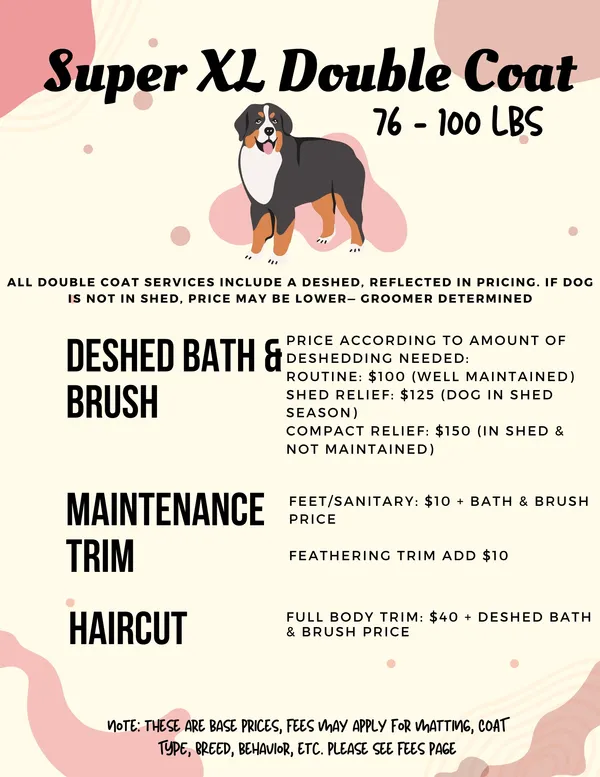 Super XL Double Coat
76 - 100 LBS
ALL DOUBLE COAT SERVICES INCLUDE A DESHED, REFLECTED IN PRICING. IF DOG
IS NOT IN SHED, PRICE MAY BE LOWER— GROOMER DETERMINED
DESHED BATH &
BRUSH
PRICE ACCORDING TO AMOUNT OF
DESHEDDING NEEDED:
ROUTINE: $100 (WELL MAINTAINED)
SHED RELIEF: $125 (DOG IN SHED
SEASON)
COMPACT RELIEF: $150 (IN SHED &
NOT MAINTAINED)
MAINTENANCE
TRIM
FEET/SANITARY: $10 + BATH & BRUSH
PRICE
FEATHERING TRIM ADD $10
HAIRCUT
FULL BODY TRIM: $40 + DESHED BATH
& BRUSH PRICE
NOTE: THESE ARE BASE PRICES, FEES MAY APPLY FOR MATTING, COAT
TYPE, BREED, BEHAVIOR, ETC. PLEASE SEE FEES PAGE